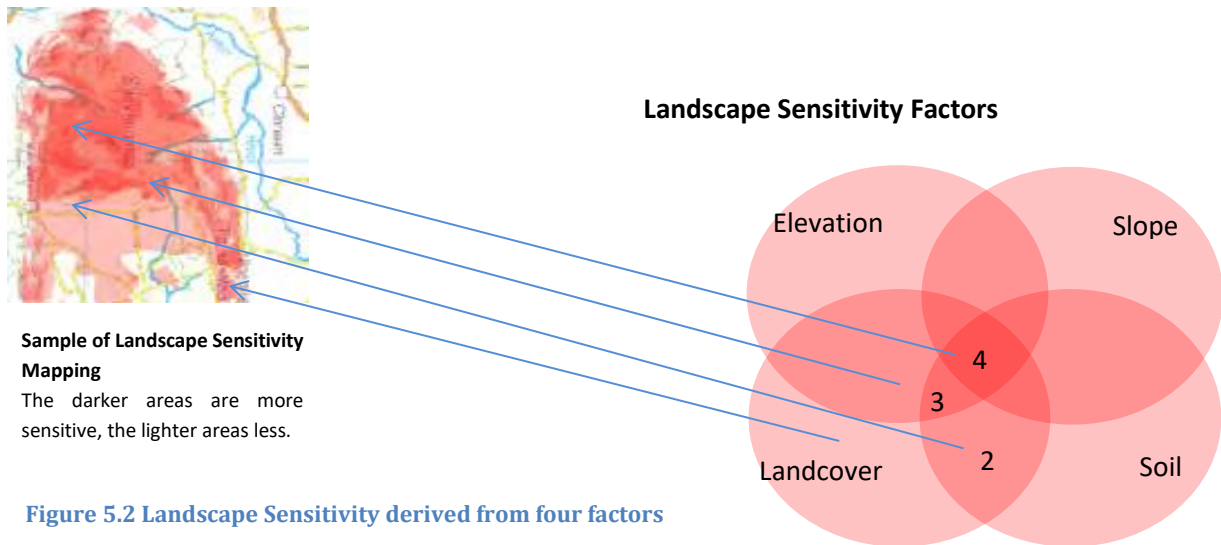 Landscape Sensitivity Factors
Elevation
Slope
4
3
2
Landcover
Soil
Sample of Landscape Sensitivity
Mapping
The darker areas are more
sensitive, the lighter areas less.
Figure 5.2 Landscape Sensitivity derived from four factors